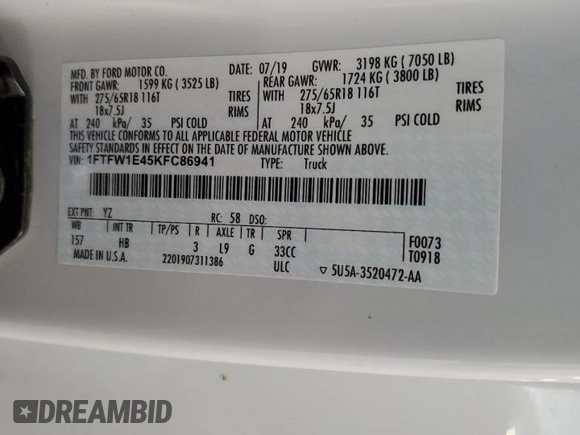 MFD. BY FORD MOTOR CO. DATE: 07/19 GVWR: 3198 KG ( 7050 LB)
FRONT GAWR: 1599 KG ( 3525 LB) REAR GAWR: 1724 KG ( 3800 LB)
WITH 275/65R18 116T TIRES WITH 275/65R18 116T TIRES
18x7.5J RIMS 18x7.5J RIMS
AT 240 kPa/ 35 PSI COLD AT 240 kPa/ 35 PSI COLD
THIS VEHICLE CONFORMS TO ALL APPLICABLE FEDERAL MOTOR VEHICLE
SAFETY STANDARDS IN EFFECT ON THE DATE OF MANUFACTURE SHOWN ABOVE.
VIN: 1FTFW1E45KFC86941 TYPE: Truck
EXT PNT: YZ RC: 58 DSO:
WB INT TR TP/PS R AXLE TR SPR F0073
157 HB 3 L9 G 33CC T0918
MADE IN U.S.A. 2201907311386 ULC ▽ 5U5A-3520472-AA
DREAMBID